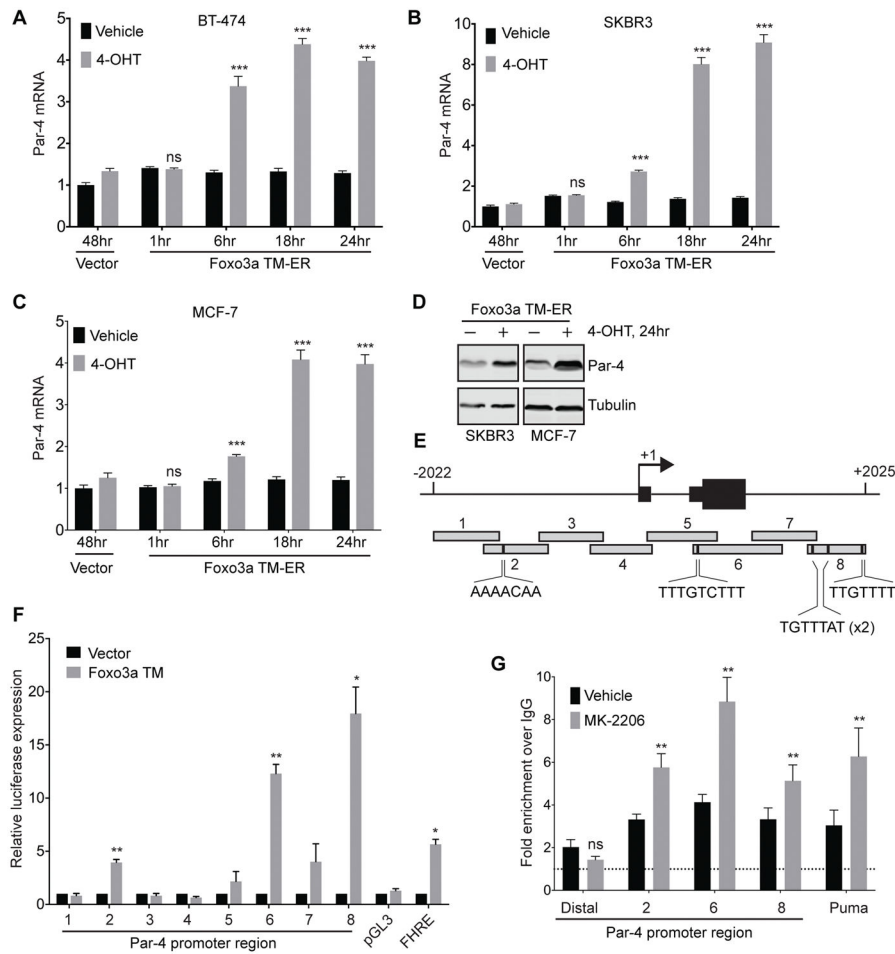 A
BT-474
Vehicle
4-OHT
Par-4 mRNA
5
4
3
2
1
0
ns
***
***
***
48hr 1hr 6hr 18hr 24hr
Vector Foxo3a TM-ER
B
SKBR3
Vehicle
4-OHT
Par-4 mRNA
10
8
6
4
2
0
ns
***
***
***
48hr 1hr 6hr 18hr 24hr
Vector Foxo3a TM-ER
C
MCF-7
Vehicle
4-OHT
Par-4 mRNA
5
4
3
2
1
0
ns
***
***
***
48hr 1hr 6hr 18hr 24hr
Vector Foxo3a TM-ER
D
Foxo3a TM-ER
− + − + 4-OHT, 24hr
Par-4
Tubulin
SKBR3 MCF-7
E
-2022 +1 +2025
1 3 5 7
2 4 6 8
AAAACAA TTTGTCTTT TTGTTTT
TGTTTAT (x2)
F
Vector
Foxo3a TM
Relative luciferase expression
25
20
15
10
5
0
**
**
*
*
1 2 3 4 5 6 7 8 pGL3 FHRE
Par-4 promoter region
G
Vehicle
MK-2206
Fold enrichment over IgG
10
8
6
4
2
0
ns
**
**
**
**
Distal 2 6 8 Puma
Par-4 promoter region